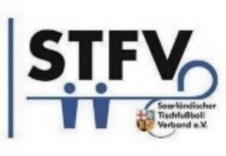 STFV
Saarländischer
Tischfußball
Verband e.V.